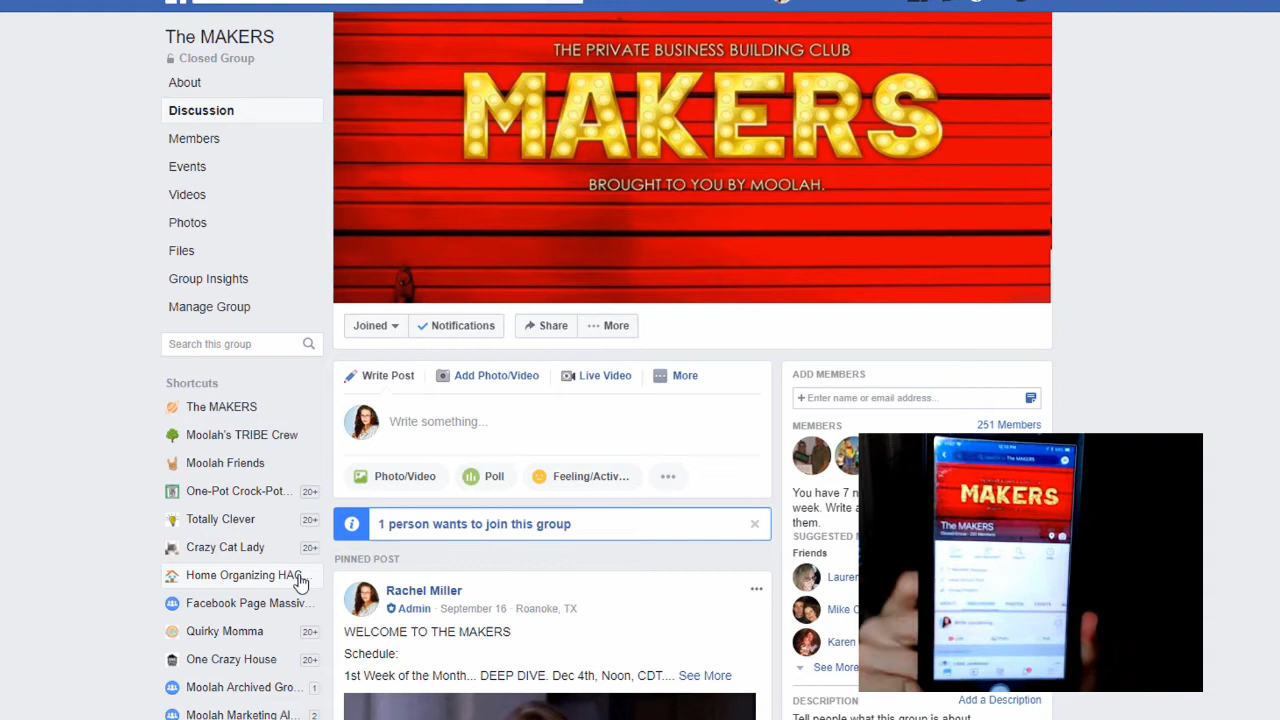 The MAKERS
Closed Group
About
Discussion
Members
Events
Videos
Photos
Files
Group Insights
Manage Group
Search this group
Shortcuts
The MAKERS
Moolah's TRIBE Crew
Moolah Friends
One-Pot Crock-Pot... 20+
Totally Clever 20+
Crazy Cat Lady 20+
Home Organizing
Facebook Page Massiv...
Quirky Momma 20+
One Crazy House 20+
Moolah Archived Gro... 1
Moolah Marketing Al... 2
THE PRIVATE BUSINESS BUILDING CLUB
MAKERS
BROUGHT TO YOU BY MOOLAH.
Joined Notifications Share ··· More
Write Post Add Photo/Video Live Video More
Write something...
Photo/Video Poll Feeling/Activ... ···
1 person wants to join this group
PINNED POST
Rachel Miller
Admin · September 16 · Roanoke, TX
WELCOME TO THE MAKERS
Schedule:
1st Week of the Month... DEEP DIVE. Dec 4th, Noon, CDT.... See More
ADD MEMBERS
+ Enter name or email address...
MEMBERS 251 Members
You have 7
week. Write
them.
SUGGESTED
Friends
Mike
Karen
See More
DESCRIPTION Add a Description
Tell people what this group is about
The MAKERS
MAKERS
The MAKERS